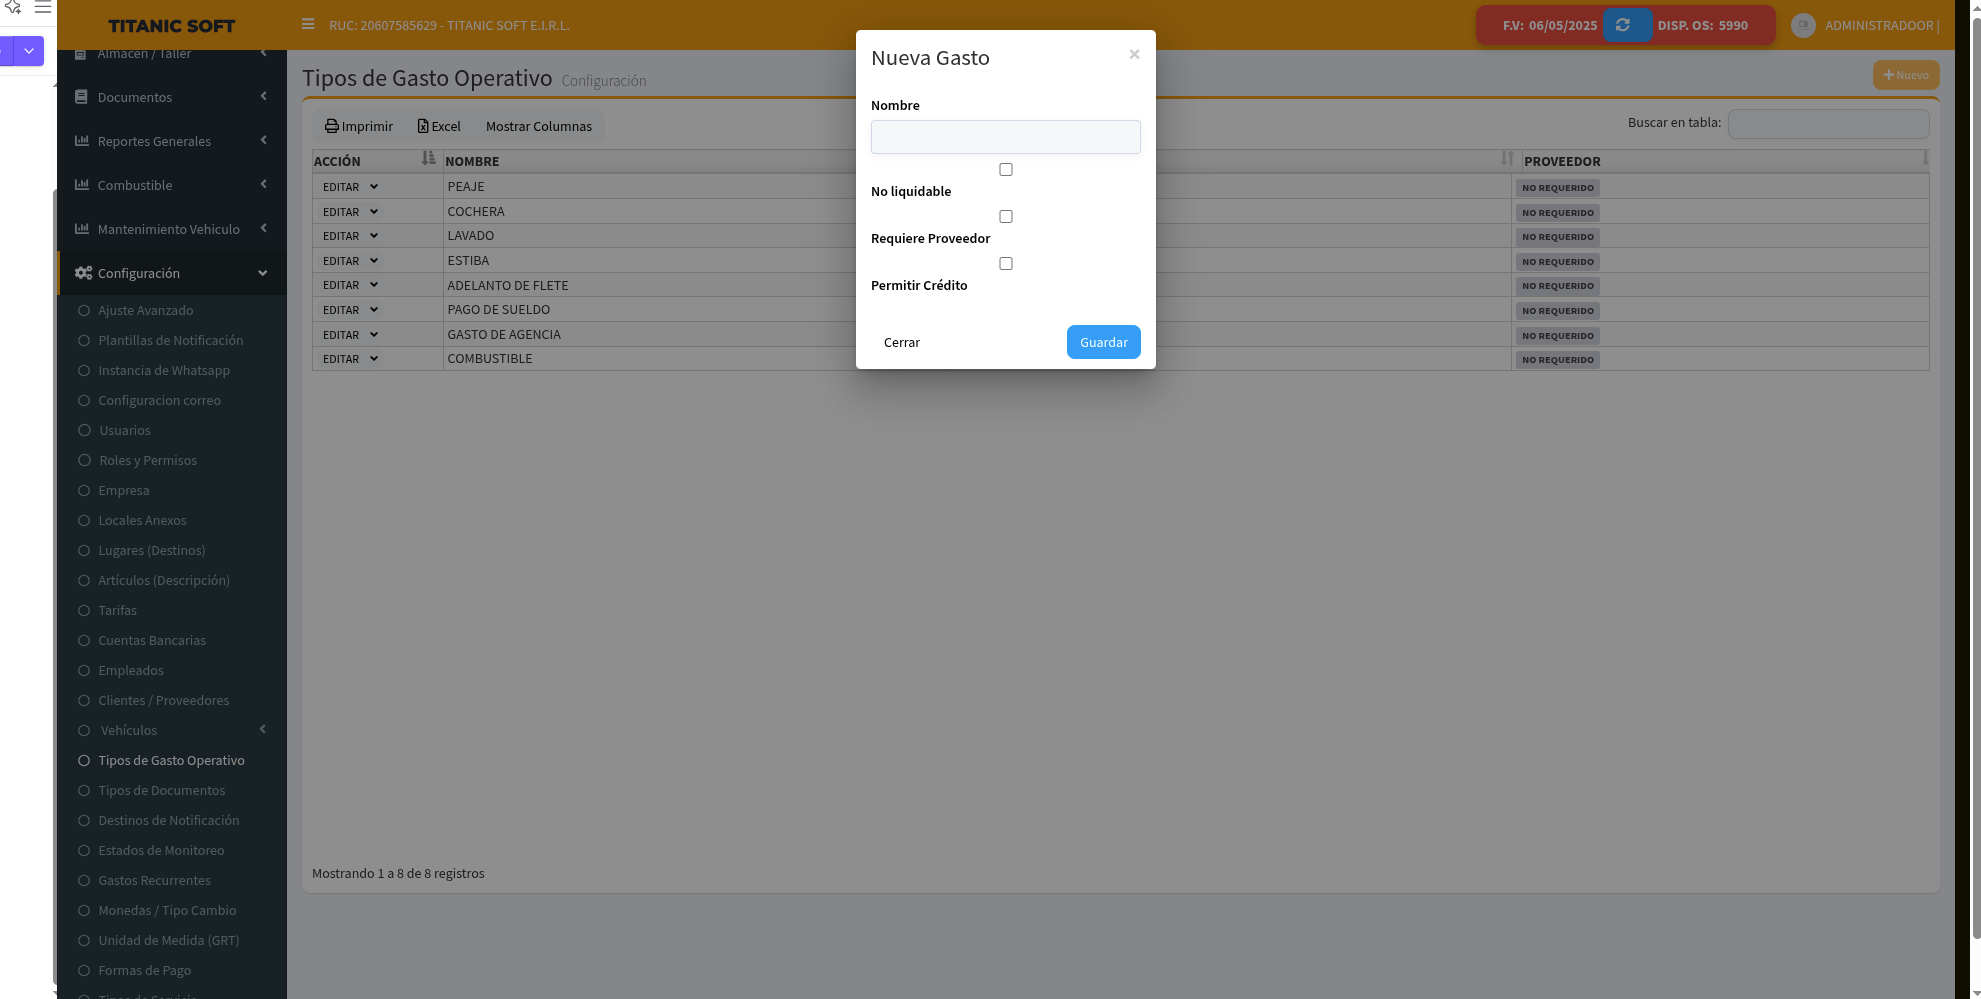 TITANIC SOFT
RUC: 20607585629 - TITANIC SOFT E.I.R.L.
F.V: 06/05/2025
DISP. OS: 5990
ADMINISTRADOOR |
Almacen / Taller
Documentos
Reportes Generales
Combustible
Mantenimiento Vehiculo
Configuración
Ajuste Avanzado
Plantillas de Notificación
Instancia de Whatsapp
Configuracion correo
Usuarios
Roles y Permisos
Empresa
Locales Anexos
Lugares (Destinos)
Artículos (Descripción)
Tarifas
Cuentas Bancarias
Empleados
Clientes / Proveedores
Vehículos
Tipos de Gasto Operativo
Tipos de Documentos
Destinos de Notificación
Estados de Monitoreo
Gastos Recurrentes
Monedas / Tipo Cambio
Unidad de Medida (GRT)
Formas de Pago
Tipos de Gasto Operativo Configuración
Nuevo
Imprimir Excel Mostrar Columnas
Buscar en tabla:
ACCIÓN NOMBRE PROVEEDOR
EDITAR PEAJE NO REQUERIDO
EDITAR COCHERA NO REQUERIDO
EDITAR LAVADO NO REQUERIDO
EDITAR ESTIBA NO REQUERIDO
EDITAR ADELANTO DE FLETE NO REQUERIDO
EDITAR PAGO DE SUELDO NO REQUERIDO
EDITAR GASTO DE AGENCIA NO REQUERIDO
EDITAR COMBUSTIBLE NO REQUERIDO
Mostrando 1 a 8 de 8 registros
Nueva Gasto
×
Nombre
No liquidable
Requiere Proveedor
Permitir Crédito
Cerrar
Guardar